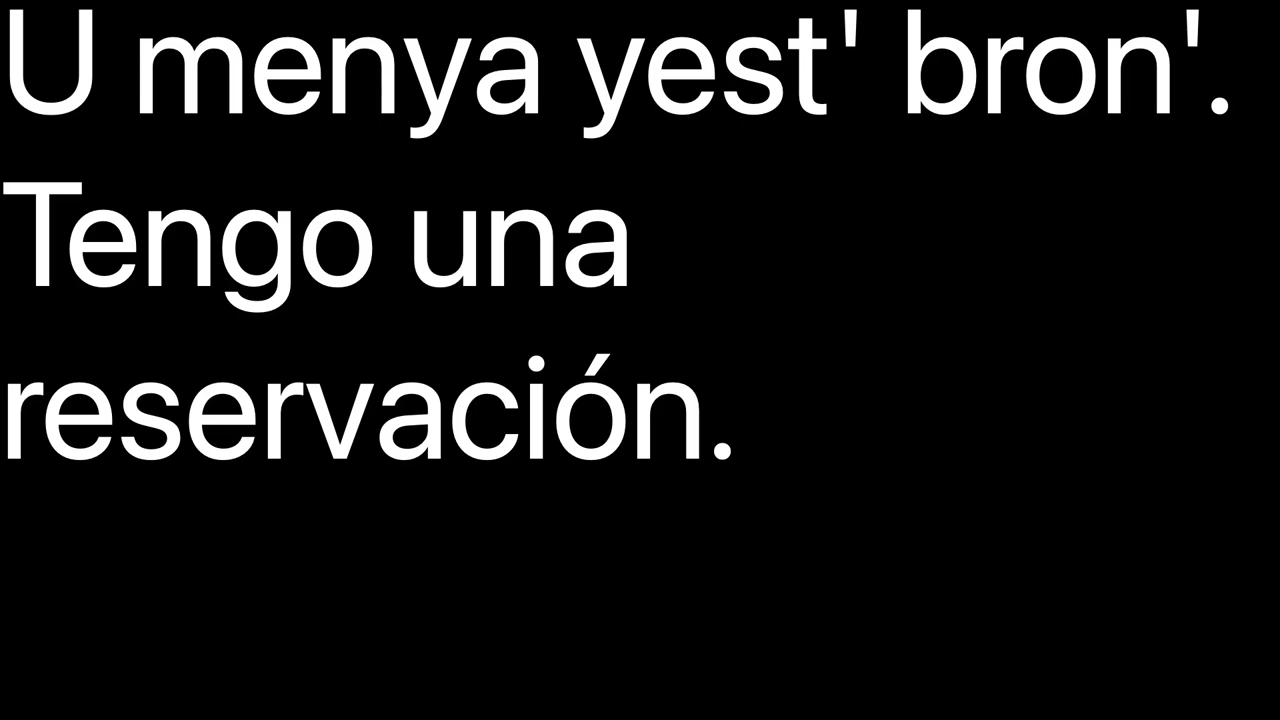 U menya yest' bron'.
Tengo una
reservación.